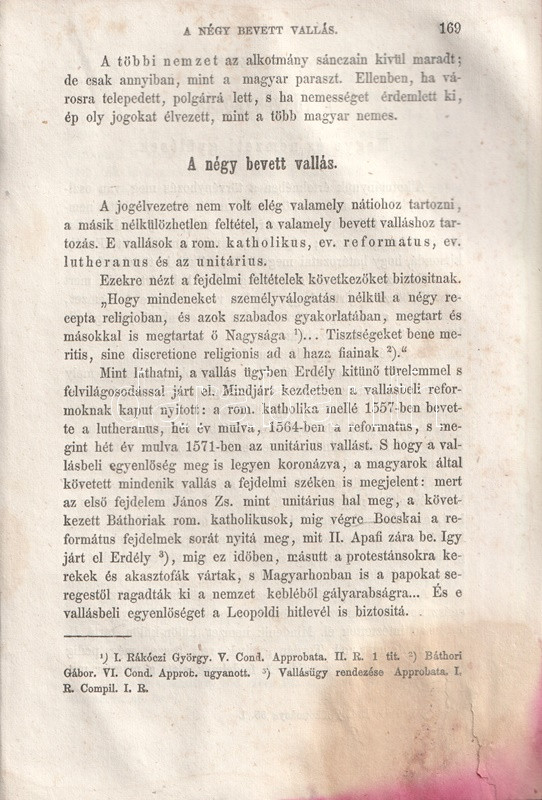 A NÉGY BEVETT VALLÁS. 169
A többi nemzet az alkotmány sánczain kivül maradt;
de csak annyiban, mint a magyar paraszt. Ellenben, ha vá-
rosra telepedett, polgárrá lett, s ha nemességet érdemlett ki,
ép oly jogokat élvezett, mint a több magyar nemes.
A négy bevett vallás.
A jogélvezetre nem volt elég valamely nátiohoz tartozni,
a másik nélkülözhetlen feltétel, a valamely bevett valláshoz tar-
tozás. E vallások a rom. katholikus, ev. reformatus, ev.
lutheranus és az unitárius.
Ezekre nézt a fejdelmi feltételek következőket biztositnak.
„Hogy mindeneket személyválogatás nélkül a négy re-
cepta religioban, és azok szabados gyakorlatában, megtart és
másokkal is megtartat ő Nagysága ¹)... Tisztségeket bene me-
ritis, sine discretione religionis ad a haza fiainak ²).“
Mint láthatni, a vallás ügyben Erdély kitünő türelemmel s
felvilágosodással járt el. Mindjárt kezdetben a vallásbeli refor-
moknak kaput nyitott: a rom. katholika mellé 1557-ben bevet-
te a lutheranus, hét év mulva, 1564-ben a reformatus, s me-
gint hét év mulva 1571-ben az unitárius vallást. S hogy a val-
lásbeli egyenlőség meg is legyen koronázva, a magyarok által
követett mindenik vallás a fejdelmi széken is megjelent: mert
az első fejdelem János Zs. mint unitárius hal meg, a követ-
kezett Báthoriak rom. katholikusok, mig végre Bocskai a re-
formátus fejdelmek sorát nyitá meg, mit II. Apafi zára be. Igy
járt el Erdély ³), mig ez időben, másutt a protestánsokra ke-
rekek és akasztofák vártak, s Magyarhonban is a papokat se-
regestől ragadták ki a nemzet kebléből gályarabságra... És e
vallásbeli egyenlőséget a Leopoldi hitlevél is biztositá.
¹) I. Rákóczi György. V. Cond. Approbata. II. R. 1 tit. ²) Báthori
Gábor. VI. Cond. Approb. ugyanott. ³) Vallásügy rendezése Approbata. I.
R. Compil. I. R.